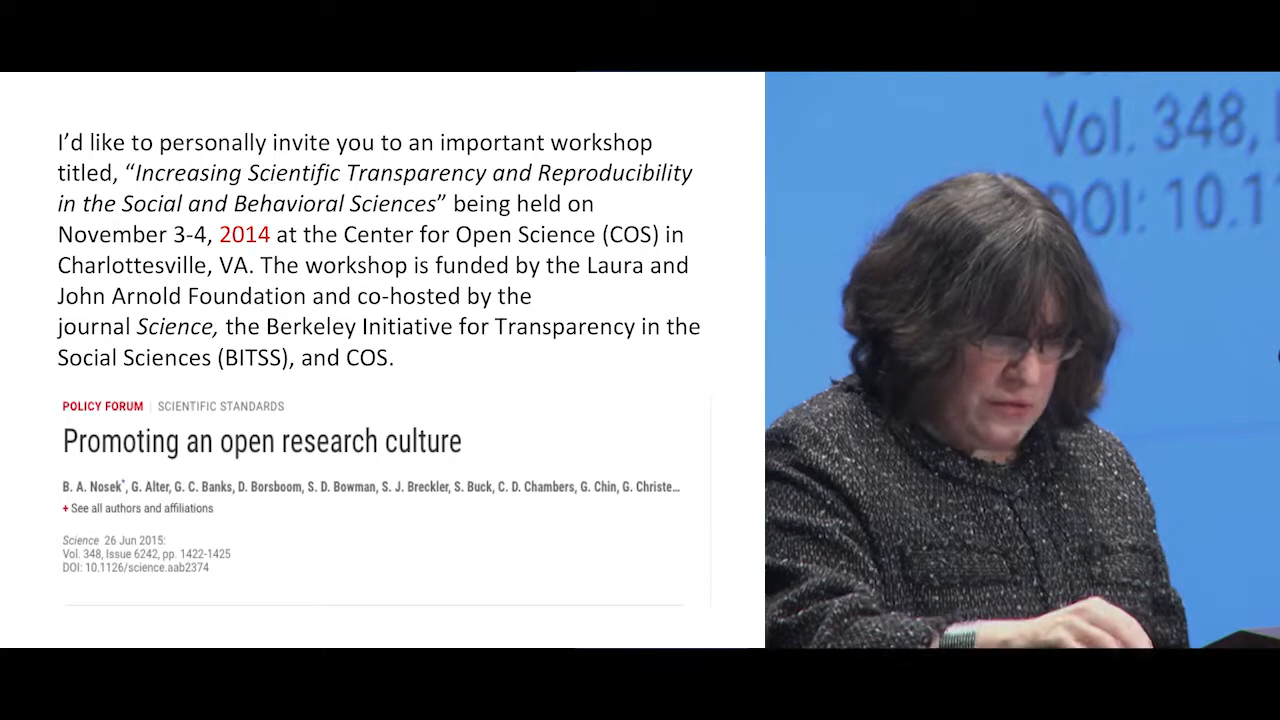 I'd like to personally invite you to an important workshop
titled, “Increasing Scientific Transparency and Reproducibility
in the Social and Behavioral Sciences” being held on
November 3-4, 2014 at the Center for Open Science (COS) in
Charlottesville, VA. The workshop is funded by the Laura and
John Arnold Foundation and co-hosted by the
journal Science, the Berkeley Initiative for Transparency in the
Social Sciences (BITSS), and COS.
POLICY FORUM | SCIENTIFIC STANDARDS
Promoting an open research culture
B. A. Nosek*, G. Alter, G. C. Banks, D. Borsboom, S. D. Bowman, S. J. Breckler, S. Buck, C. D. Chambers, G. Chin, G. Christe...
+ See all authors and affiliations
Science 26 Jun 2015:
Vol. 348, Issue 6242, pp. 1422-1425
DOI: 10.1126/science.aab2374
Vol. 348,
DOI: 10.1